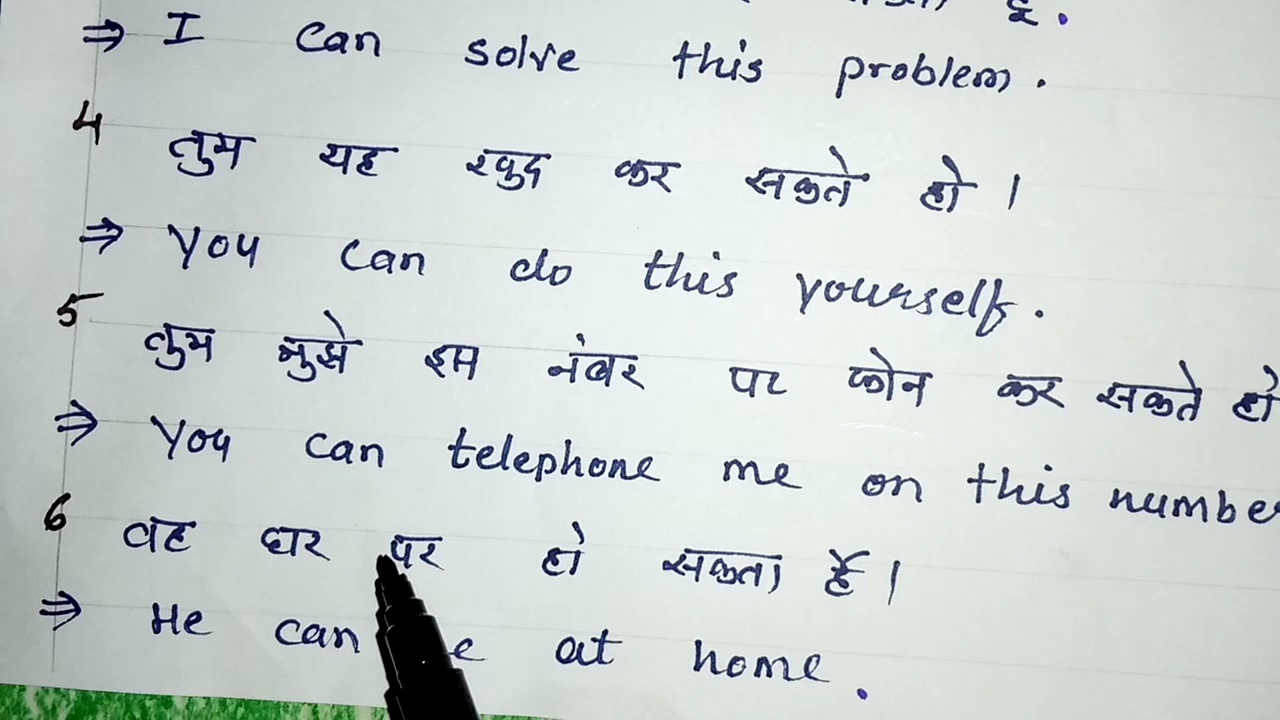 है.
⇒ I can solve this problem.
4 तुम यह खुद कर सकते हो।
⇒ You can do this yourself.
5 तुम मुझे इस नंबर पर फोन कर सकते हो
⇒ You can telephone me on this numbe
6 वह घर पर हो सकता है।
⇒ He can e at home.